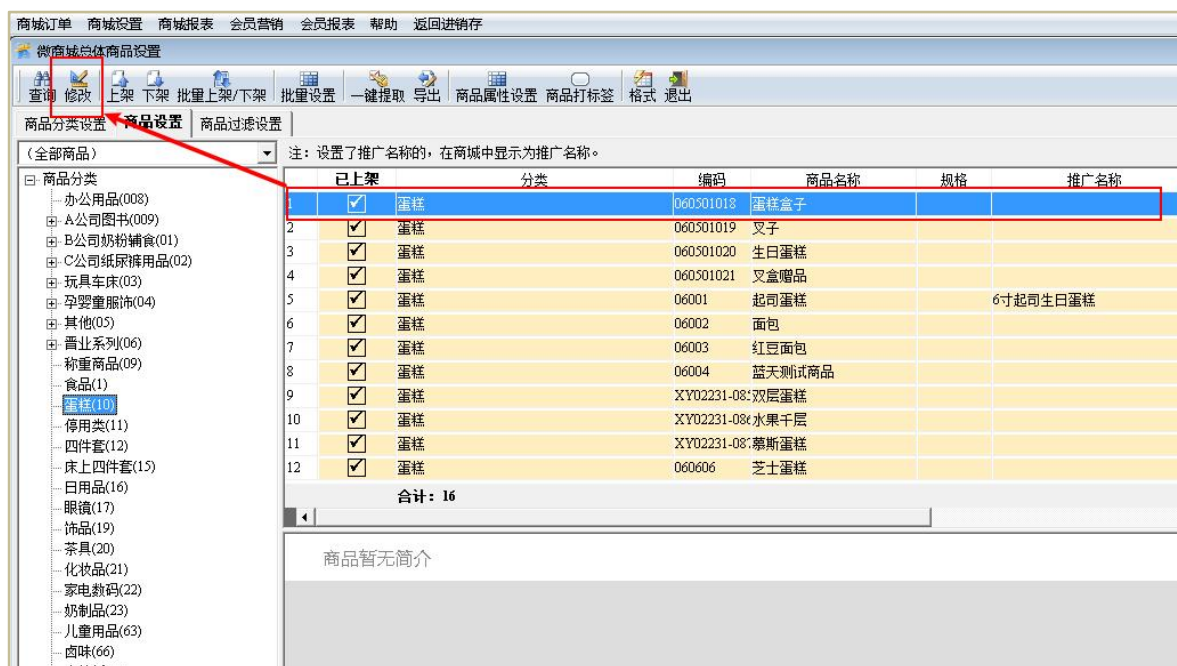 商城订单 商城设置 商城报表 会员营销 会员报表 帮助 返回进销存
微商城总体商品设置
查询 修改 上架 下架 批量上架/下架 批量设置 一键提取 导出 商品属性设置 商品打标签 格式 退出
商品分类设置 商品设置 商品过滤设置
(全部商品)
注：设置了推广名称的，在商城中显示为推广名称。
商品分类
办公用品(008)
A公司图书(009)
B公司奶粉辅食(01)
C公司纸尿裤用品(02)
玩具车床(03)
孕婴童服饰(04)
其他(05)
晋业系列(06)
称重商品(09)
食品(1)
蛋糕(10)
停用类(11)
四件套(12)
床上四件套(15)
日用品(16)
眼镜(17)
饰品(19)
茶具(20)
化妆品(21)
家电数码(22)
奶制品(23)
儿童用品(63)
卤味(66)
已上架 分类 编码 商品名称 规格 推广名称
1 蛋糕 060501018 蛋糕盒子
2 蛋糕 060501019 叉子
3 蛋糕 060501020 生日蛋糕
4 蛋糕 060501021 叉盒赠品
5 蛋糕 06001 起司蛋糕 6寸起司生日蛋糕
6 蛋糕 06002 面包
7 蛋糕 06003 红豆面包
8 蛋糕 06004 蓝天测试商品
9 蛋糕 XY02231-08 双层蛋糕
10 蛋糕 XY02231-08 水果千层
11 蛋糕 XY02231-08 慕斯蛋糕
12 蛋糕 060606 芝士蛋糕
合计：16
商品暂无简介